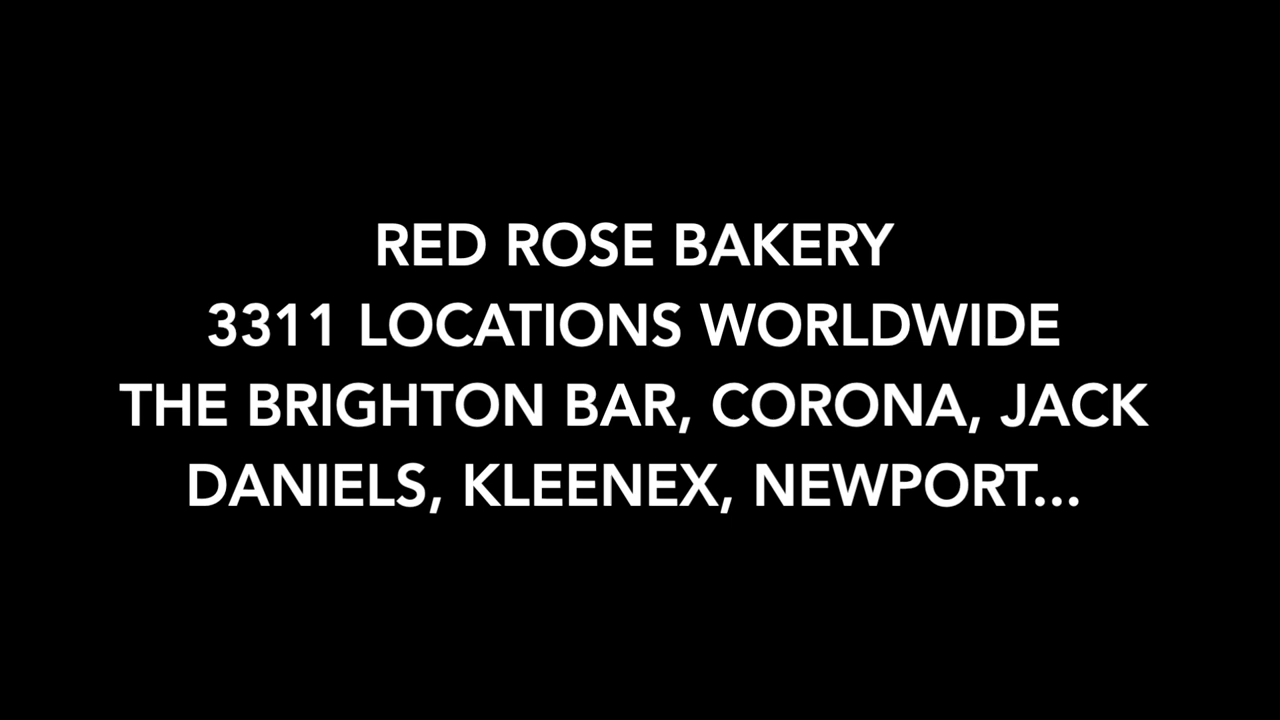 RED ROSE BAKERY
3311 LOCATIONS WORLDWIDE
THE BRIGHTON BAR, CORONA, JACK
DANIELS, KLEENEX, NEWPORT...